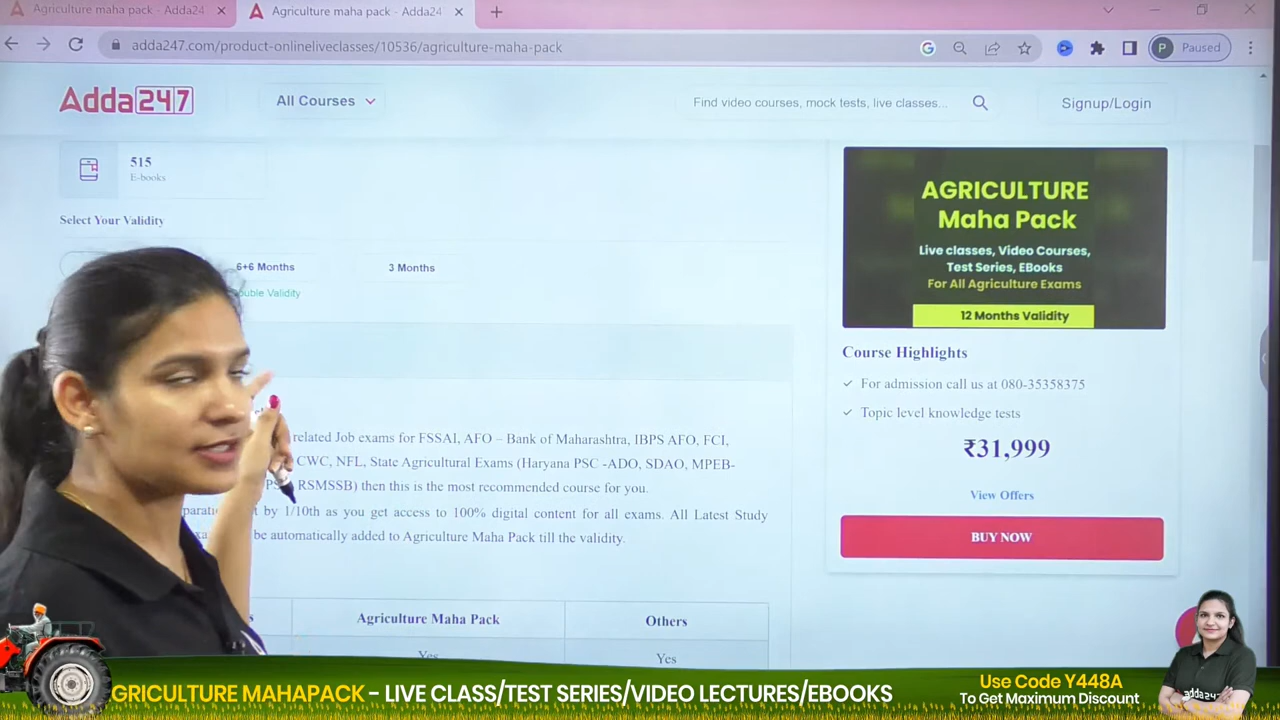 Agriculture maha pack - Adda24
Agriculture maha pack - Adda24
adda247.com/product-onlineliveclasses/10536/agriculture-maha-pack
P Paused
Adda247
All Courses
Find video courses, mock tests, live classes...
Signup/Login
515
E-books
Select Your Validity
6+6 Months
3 Months
uble Validity
AGRICULTURE
Maha Pack
Live classes, Video Courses,
Test Series, EBooks
For All Agriculture Exams
12 Months Validity
Course Highlights
For admission call us at 080-35358375
Topic level knowledge tests
₹31,999
View Offers
BUY NOW
related Job exams for FSSAI, AFO – Bank of Maharashtra, IBPS AFO, FCI,
CWC, NFL, State Agricultural Exams (Haryana PSC -ADO, SDAO, MPEB-
RSMSSB) then this is the most recommended course for you.
by 1/10th as you get access to 100% digital content for all exams. All Latest Study
be automatically added to Agriculture Maha Pack till the validity.
Agriculture Maha Pack
Others
Yes
Yes
GRICULTURE MAHAPACK - LIVE CLASS/TEST SERIES/VIDEO LECTURES/EBOOKS
Use Code Y448A
To Get Maximum Discount
adda247